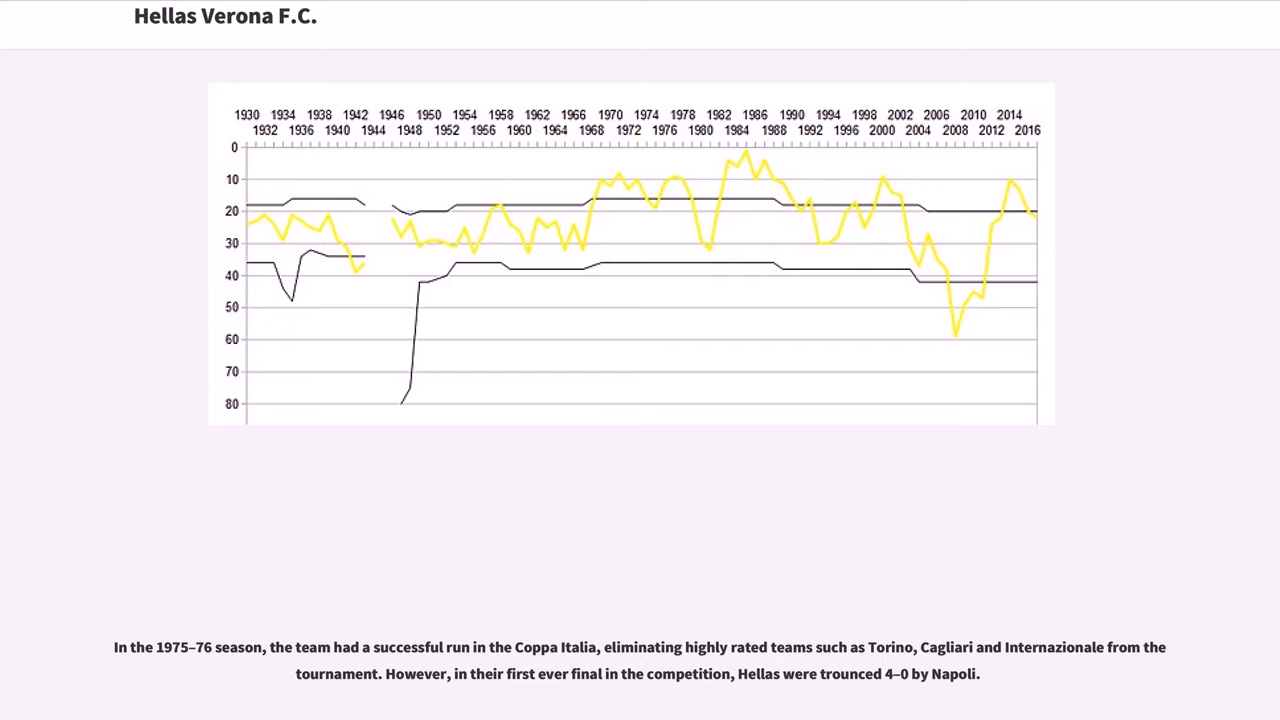 Hellas Verona F.C.
1930 1934 1938 1942 1946 1950 1954 1958 1962 1966 1970 1974 1978 1982 1986 1990 1994 1998 2002 2006 2010 2014
1932 1936 1940 1944 1948 1952 1956 1960 1964 1968 1972 1976 1980 1984 1988 1992 1996 2000 2004 2008 2012 2016
0
10
20
30
40
50
60
70
80
In the 1975–76 season, the team had a successful run in the Coppa Italia, eliminating highly rated teams such as Torino, Cagliari and Internazionale from the
tournament. However, in their first ever final in the competition, Hellas were trounced 4–0 by Napoli.